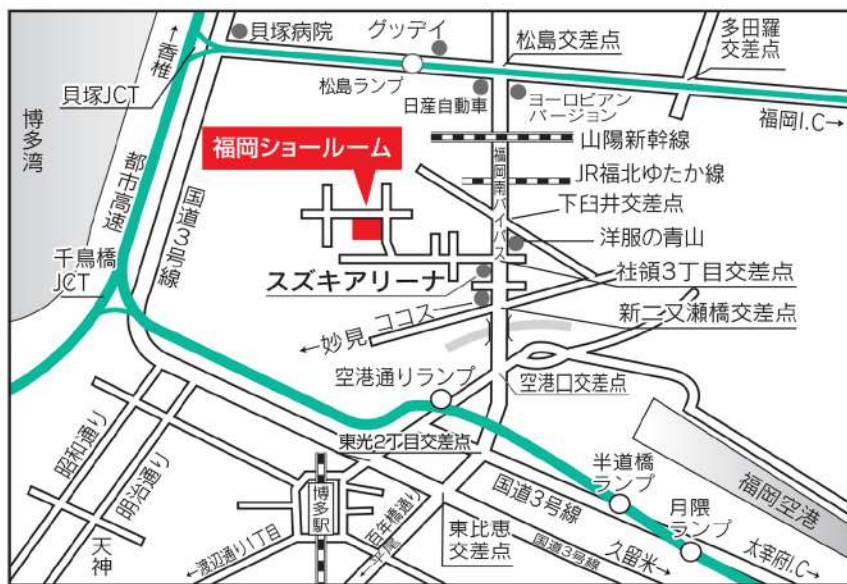 貝塚病院
グッデイ
松島交差点
多田羅
交差点
←香椎
貝塚JCT
松島ランプ
日産自動車
ヨーロピアン
バージョン
福岡I.C→
博多湾
都市高速
国道3号線
福岡ショールーム
福岡南バイパス
山陽新幹線
JR福北ゆたか線
下臼井交差点
洋服の青山
千鳥橋
JCT
スズキアリーナ
社領3丁目交差点
ココス
新二又瀬橋交差点
←妙見
空港通りランプ
空港口交差点
東光2丁目交差点
昭和通り
明治通り
天神
博多駅
←渡辺通り1丁目
百年橋通り
←平尾
東比恵
交差点
国道3号線
国道3号線
久留米→
半道橋
ランプ
月隈
ランプ
福岡空港
太宰府I.C→